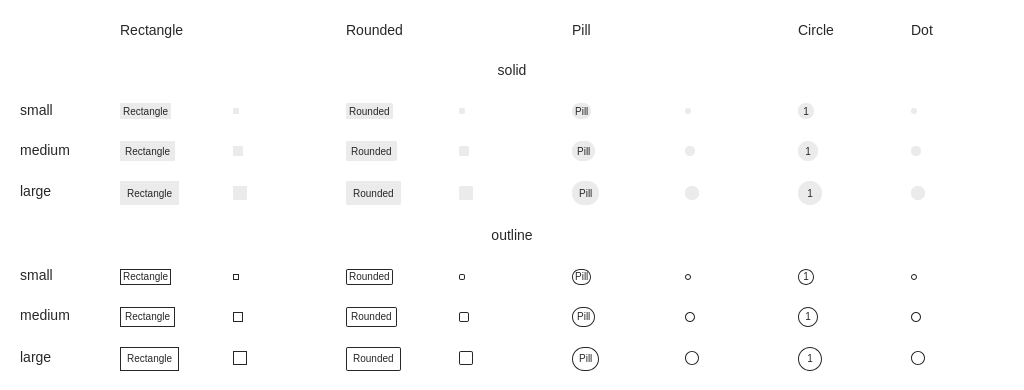 Rectangle Rounded Pill Circle Dot
solid
small Rectangle Rounded Pill 1
medium Rectangle Rounded Pill 1
large Rectangle Rounded Pill 1
outline
small Rectangle Rounded Pill 1
medium Rectangle Rounded Pill 1
large Rectangle Rounded Pill 1